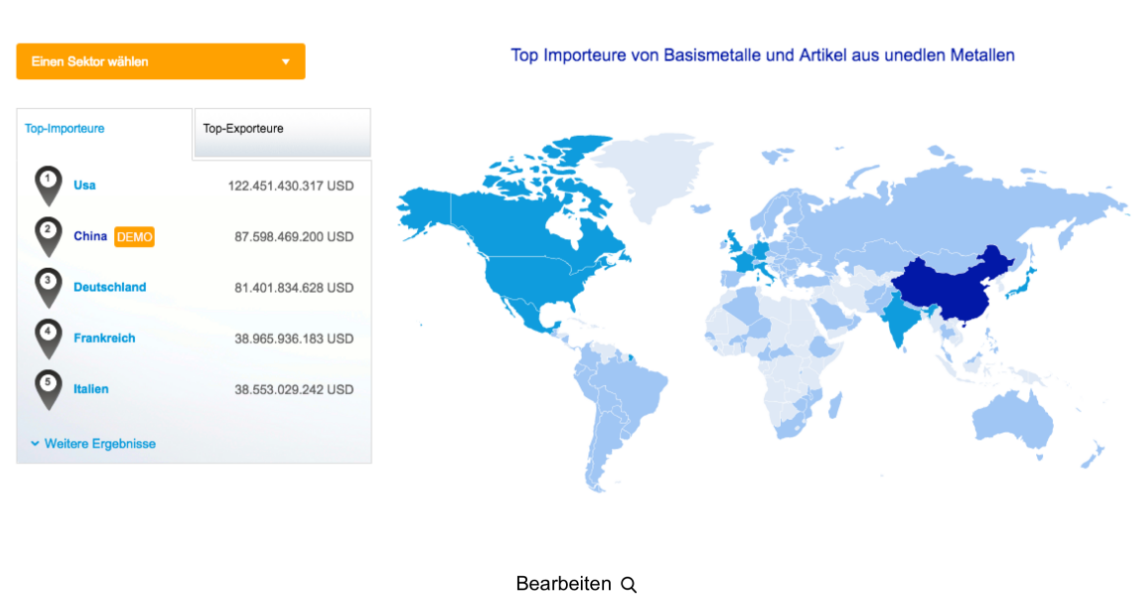 Einen Sektor wählen
Top Importeure von Basismetalle und Artikel aus unedlen Metallen
Top-Importeure
Top-Exporteure
1 Usa 122.451.430.317 USD
2 China DEMO 87.598.469.200 USD
3 Deutschland 81.401.834.628 USD
4 Frankreich 38.965.936.183 USD
5 Italien 38.553.029.242 USD
Weitere Ergebnisse
Bearbeiten